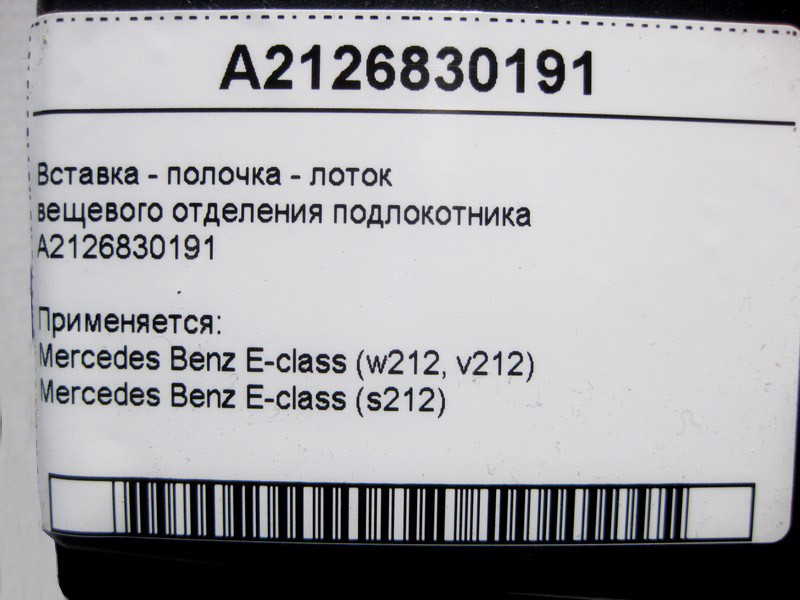 A2126830191
Вставка - полочка - лоток
вещевого отделения подлокотника
A2126830191
Применяется:
Mercedes Benz E-class (w212, v212)
Mercedes Benz E-class (s212)